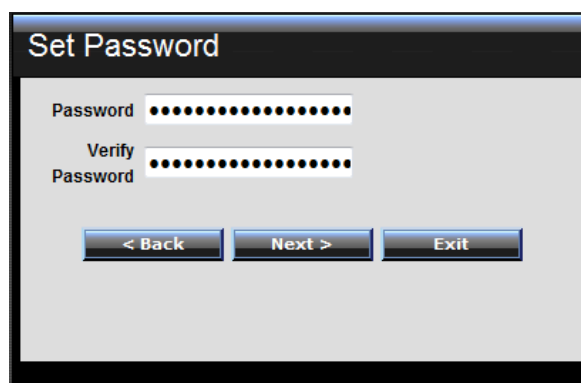 Set Password
Password ••••••••••••••••••
Verify
Password ••••••••••••••••••
< Back Next > Exit